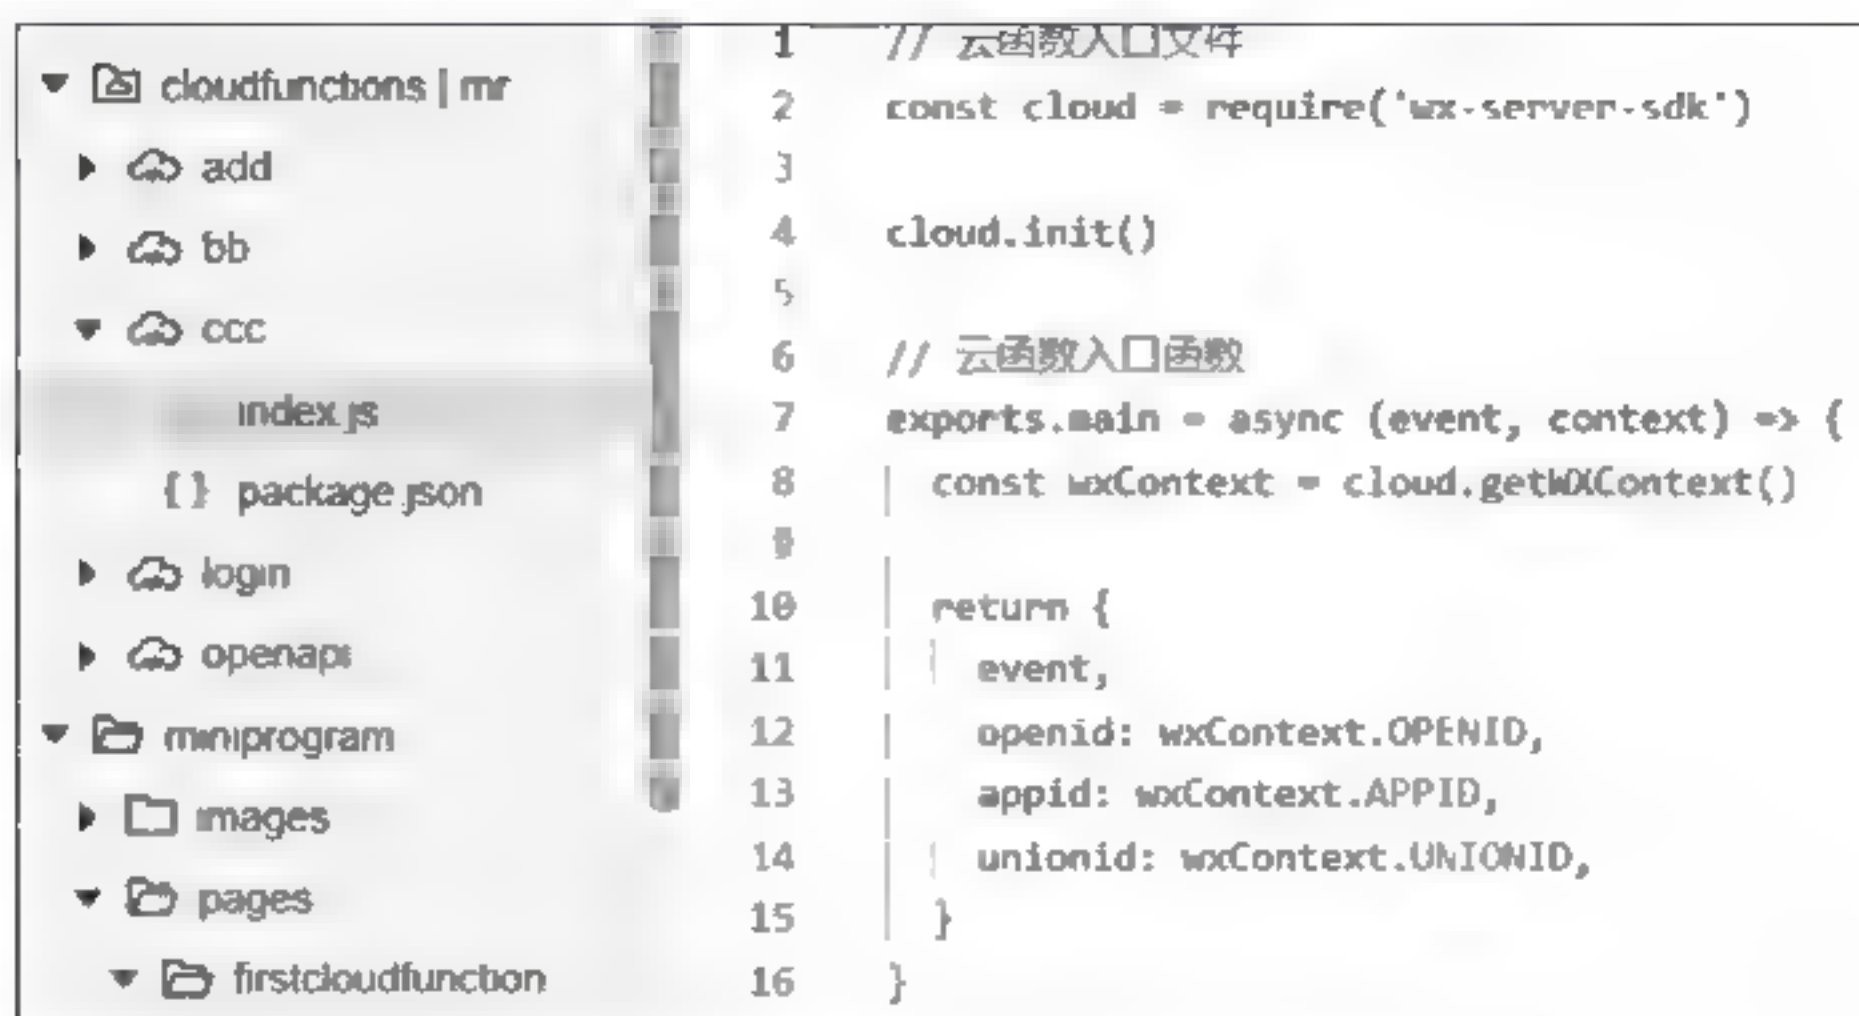 cloudfunctions | mr
add
bb
ccc
index.js
{} package.json
login
openapi
miniprogram
images
pages
firstcloudfunction
1 // 云函数入口文件
2 const cloud = require('wx-server-sdk')
3
4 cloud.init()
5
6 // 云函数入口函数
7 exports.main = async (event, context) => {
8 const wxContext = cloud.getWXContext()
9
10 return {
11 event,
12 openid: wxContext.OPENID,
13 appid: wxContext.APPID,
14 unionid: wxContext.UNIONID,
15 }
16 }